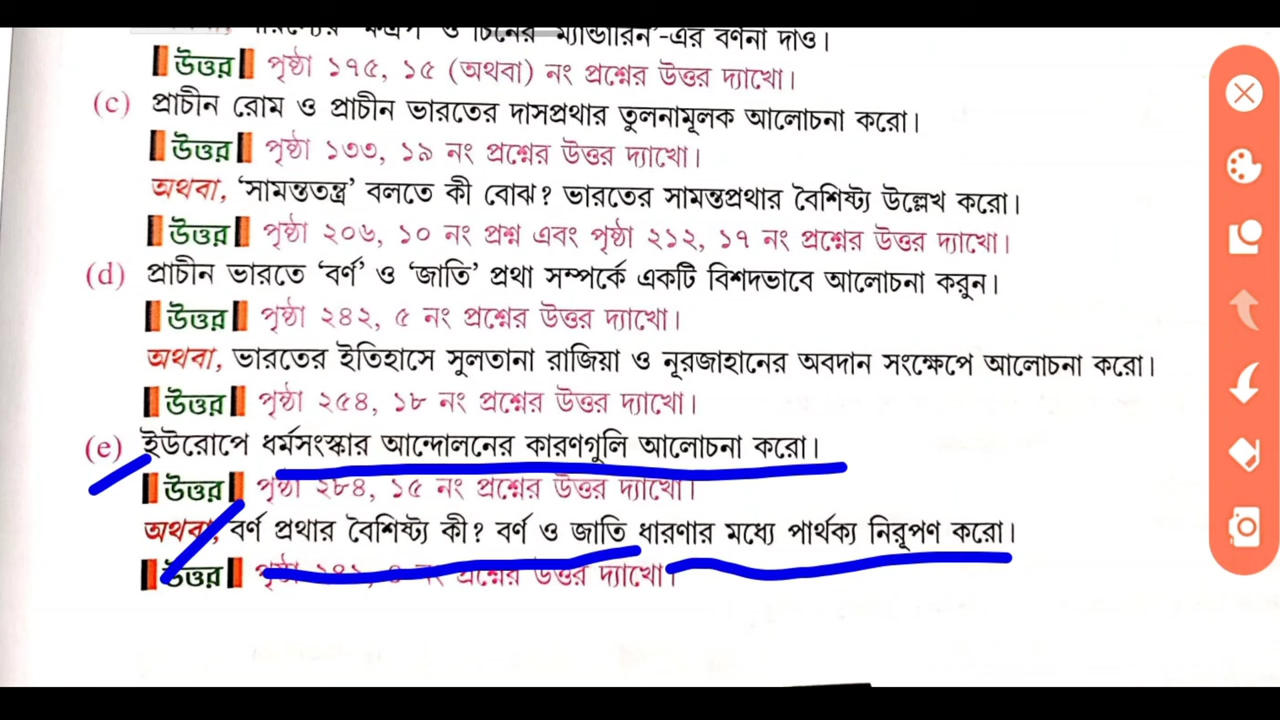 ও চিনের 'ম্যান্ডারিন'-এর বর্ণনা দাও।
উত্তর পৃষ্ঠা ১৭৫, ১৫ (অথবা) নং প্রশ্নের উত্তর দ্যাখো।
(c) প্রাচীন রোম ও প্রাচীন ভারতের দাসপ্রথার তুলনামূলক আলোচনা করো।
উত্তর পৃষ্ঠা ১৩৩, ১৯ নং প্রশ্নের উত্তর দ্যাখো।
অথবা, 'সামন্ততন্ত্র' বলতে কী বোঝ? ভারতের সামন্তপ্রথার বৈশিষ্ট্য উল্লেখ করো।
উত্তর পৃষ্ঠা ২০৬, ১০ নং প্রশ্ন এবং পৃষ্ঠা ২১২, ১৭ নং প্রশ্নের উত্তর দ্যাখো।
(d) প্রাচীন ভারতে 'বর্ণ' ও 'জাতি' প্রথা সম্পর্কে একটি বিশদভাবে আলোচনা করুন।
উত্তর পৃষ্ঠা ২৪২, ৫ নং প্রশ্নের উত্তর দ্যাখো।
অথবা, ভারতের ইতিহাসে সুলতানা রাজিয়া ও নূরজাহানের অবদান সংক্ষেপে আলোচনা করো।
উত্তর পৃষ্ঠা ২৫৪, ১৮ নং প্রশ্নের উত্তর দ্যাখো।
(e) ইউরোপে ধর্মসংস্কার আন্দোলনের কারণগুলি আলোচনা করো।
উত্তর পৃষ্ঠা ২৮৪, ১৫ নং প্রশ্নের উত্তর দ্যাখো।
অথবা, বর্ণ প্রথার বৈশিষ্ট্য কী? বর্ণ ও জাতি ধারণার মধ্যে পার্থক্য নিরূপণ করো।
উত্তর পৃষ্ঠা নং প্রশ্নের উত্তর দ্যাখো।